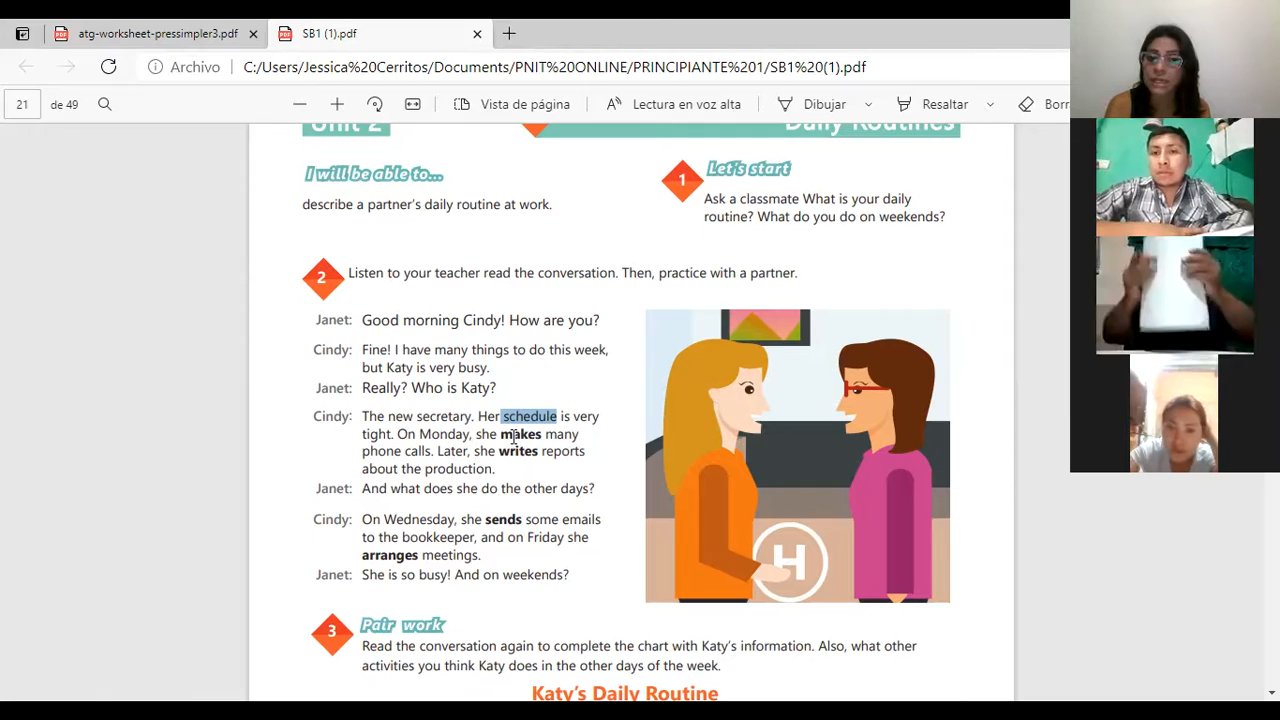 atg-worksheet-pressimpler3.pdf
SB1 (1).pdf
Archivo
C:/Users/Jessica%20Cerritos/Documents/PNIT%20ONLINE/PRINCIPIANTE%201/SB1%20(1).pdf
21
de 49
Vista de página
Lectura en voz alta
Dibujar
Resaltar
Borr
Unit 2
Daily Routines
I will be able to...
describe a partner's daily routine at work.
1
Let's start
Ask a classmate What is your daily
routine? What do you do on weekends?
2
Listen to your teacher read the conversation. Then, practice with a partner.
Janet: Good morning Cindy! How are you?
Cindy: Fine! I have many things to do this week,
but Katy is very busy.
Janet: Really? Who is Katy?
Cindy: The new secretary. Her schedule is very
tight. On Monday, she makes many
phone calls. Later, she writes reports
about the production.
Janet: And what does she do the other days?
Cindy: On Wednesday, she sends some emails
to the bookkeeper, and on Friday she
arranges meetings.
Janet: She is so busy! And on weekends?
H
3
Pair work
Read the conversation again to complete the chart with Katy's information. Also, what other
activities you think Katy does in the other days of the week.
Katy's Daily Routine